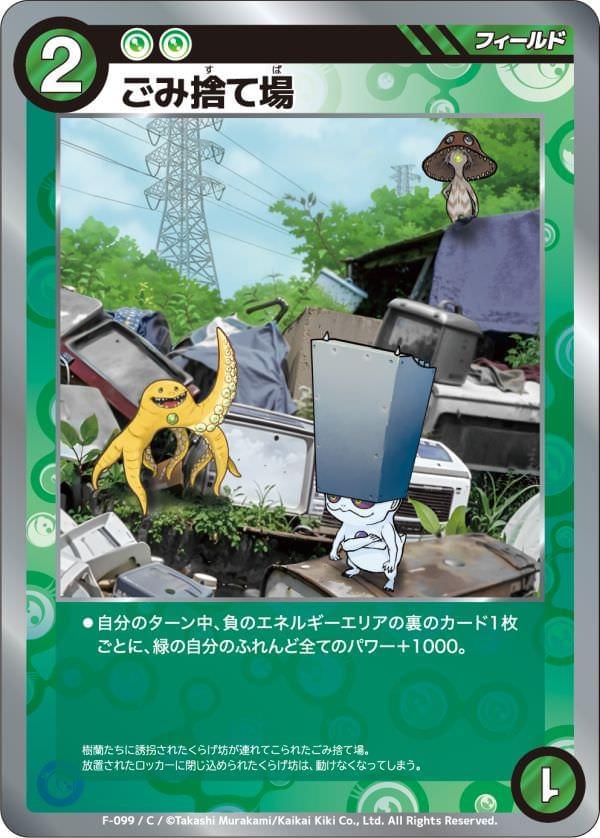 2
フィールド
すば
ごみ捨て場
●自分のターン中、負のエネルギーエリアの裏のカード1枚
ごとに、緑の自分のふれんど全てのパワー+1000。
樹蘭たちに誘拐されたくらげ坊が連れてこられたごみ捨て場。
放置されたロッカーに閉じ込められたくらげ坊は、動けなくなってしまう。
1
F-099 / C / ©Takashi Murakami/Kaikai Kiki Co., Ltd. All Rights Reserved.